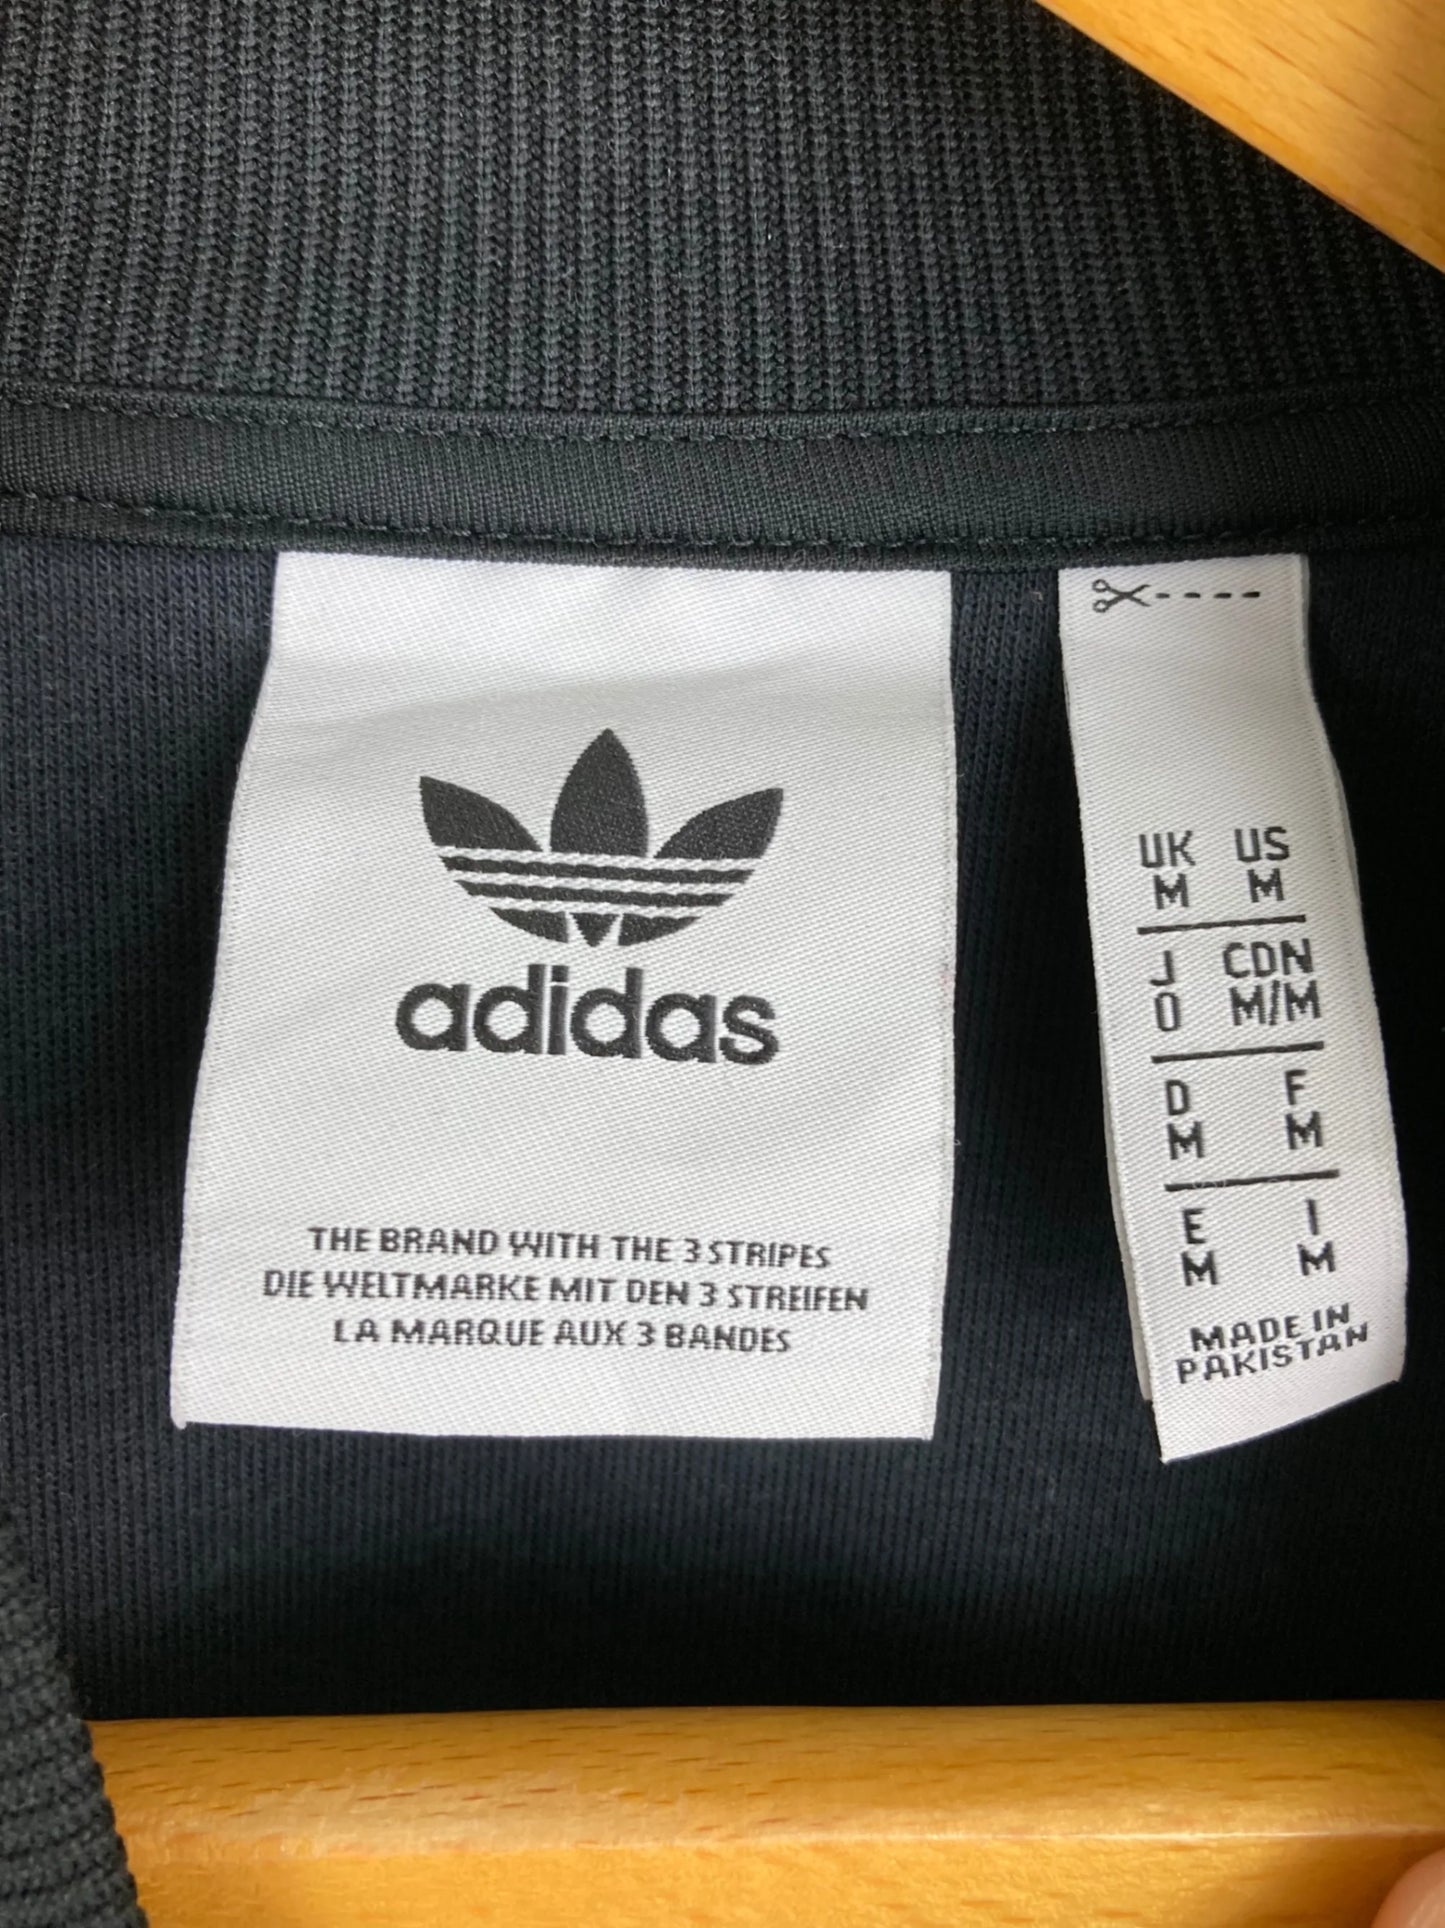 adidas
THE BRAND WITH THE 3 STRIPES
DIE WELTMARKE MIT DEN 3 STREIFEN
LA MARQUE AUX 3 BANDES
UK US
M M
J CDN
O M/M
D F
M M
E I
M M
MADE IN
PAKISTAN